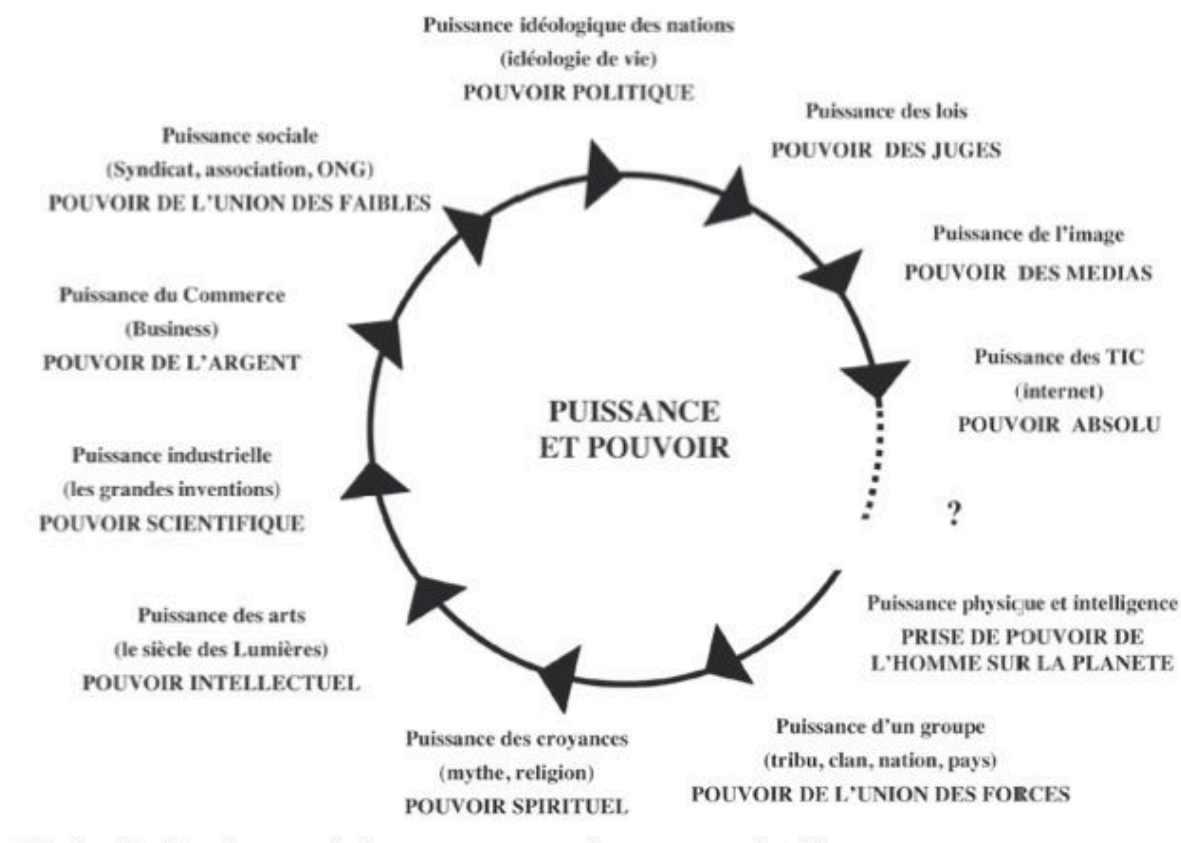 Puissance idéologique des nations
(idéologie de vie)
POUVOIR POLITIQUE
Puissance des lois
POUVOIR DES JUGES
Puissance de l'image
POUVOIR DES MEDIAS
Puissance des TIC
(internet)
POUVOIR ABSOLU
?
Puissance physique et intelligence
PRISE DE POUVOIR DE
L'HOMME SUR LA PLANETE
Puissance d'un groupe
(tribu, clan, nation, pays)
POUVOIR DE L'UNION DES FORCES
Puissance des croyances
(mythe, religion)
POUVOIR SPIRITUEL
Puissance des arts
(le siècle des Lumières)
POUVOIR INTELLECTUEL
Puissance industrielle
(les grandes inventions)
POUVOIR SCIENTIFIQUE
Puissance du Commerce
(Business)
POUVOIR DE L'ARGENT
Puissance sociale
(Syndicat, association, ONG)
POUVOIR DE L'UNION DES FAIBLES
PUISSANCE
ET POUVOIR